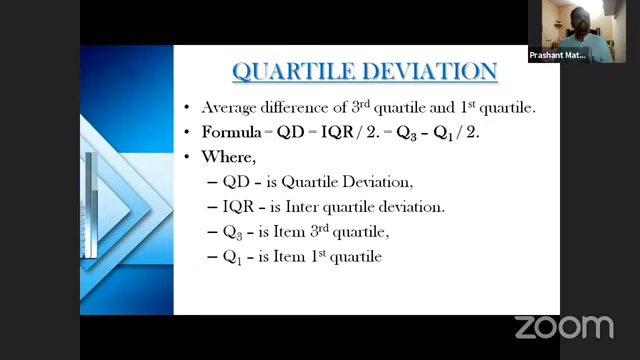 Prashant Mat...
QUARTILE DEVIATION
• Average difference of 3rd quartile and 1st quartile.
• Formula = QD = IQR / 2. = Q3 – Q1 / 2.
• Where,
– QD – is Quartile Deviation,
– IQR – is Inter quartile deviation.
– Q3 – is Item 3rd quartile,
– Q1 – is Item 1st quartile
zoom